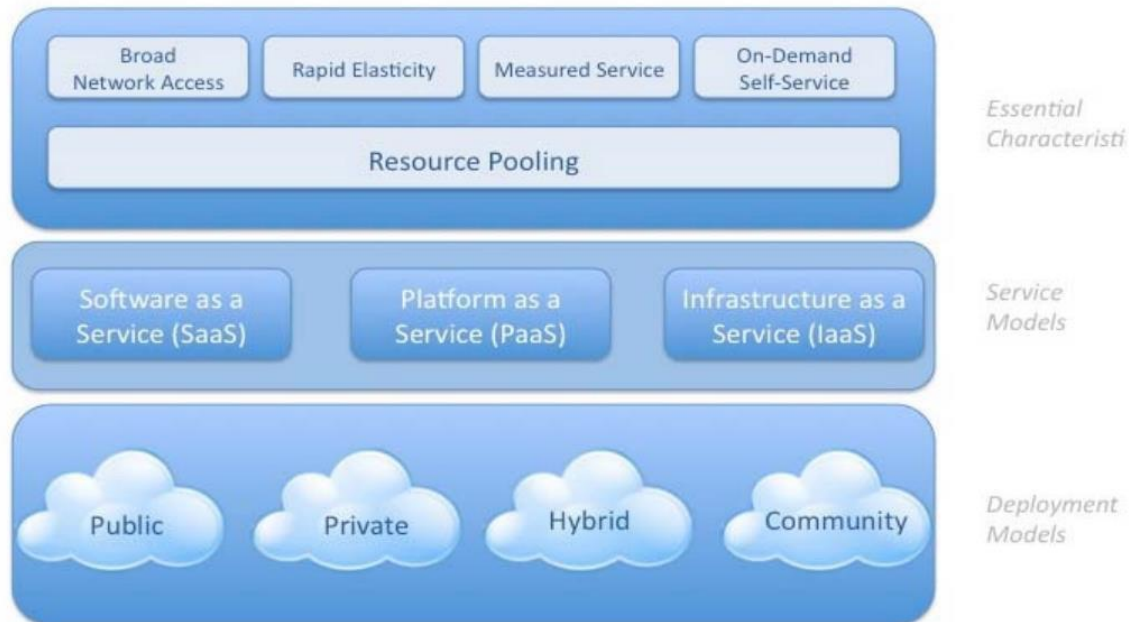 Broad
Network Access
Rapid Elasticity
Measured Service
On-Demand
Self-Service
Resource Pooling
Essential
Characteristi
Software as a
Service (SaaS)
Platform as a
Service (PaaS)
Infrastructure as a
Service (IaaS)
Service
Models
Public
Private
Hybrid
Community
Deployment
Models